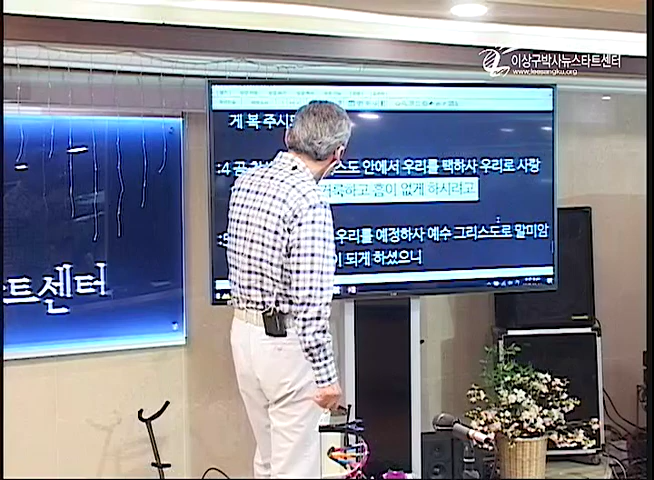 이상구박사뉴스타트센터
www.leesangku.org
게 복 주시되
:4 곧 창 스도 안에서 우리를 택하사 우리로 사랑
거룩하고 흠이 없게 하시려고
우리를 예정하사 예수 그리스도로 말미암
이 되게 하셨으니
트센터